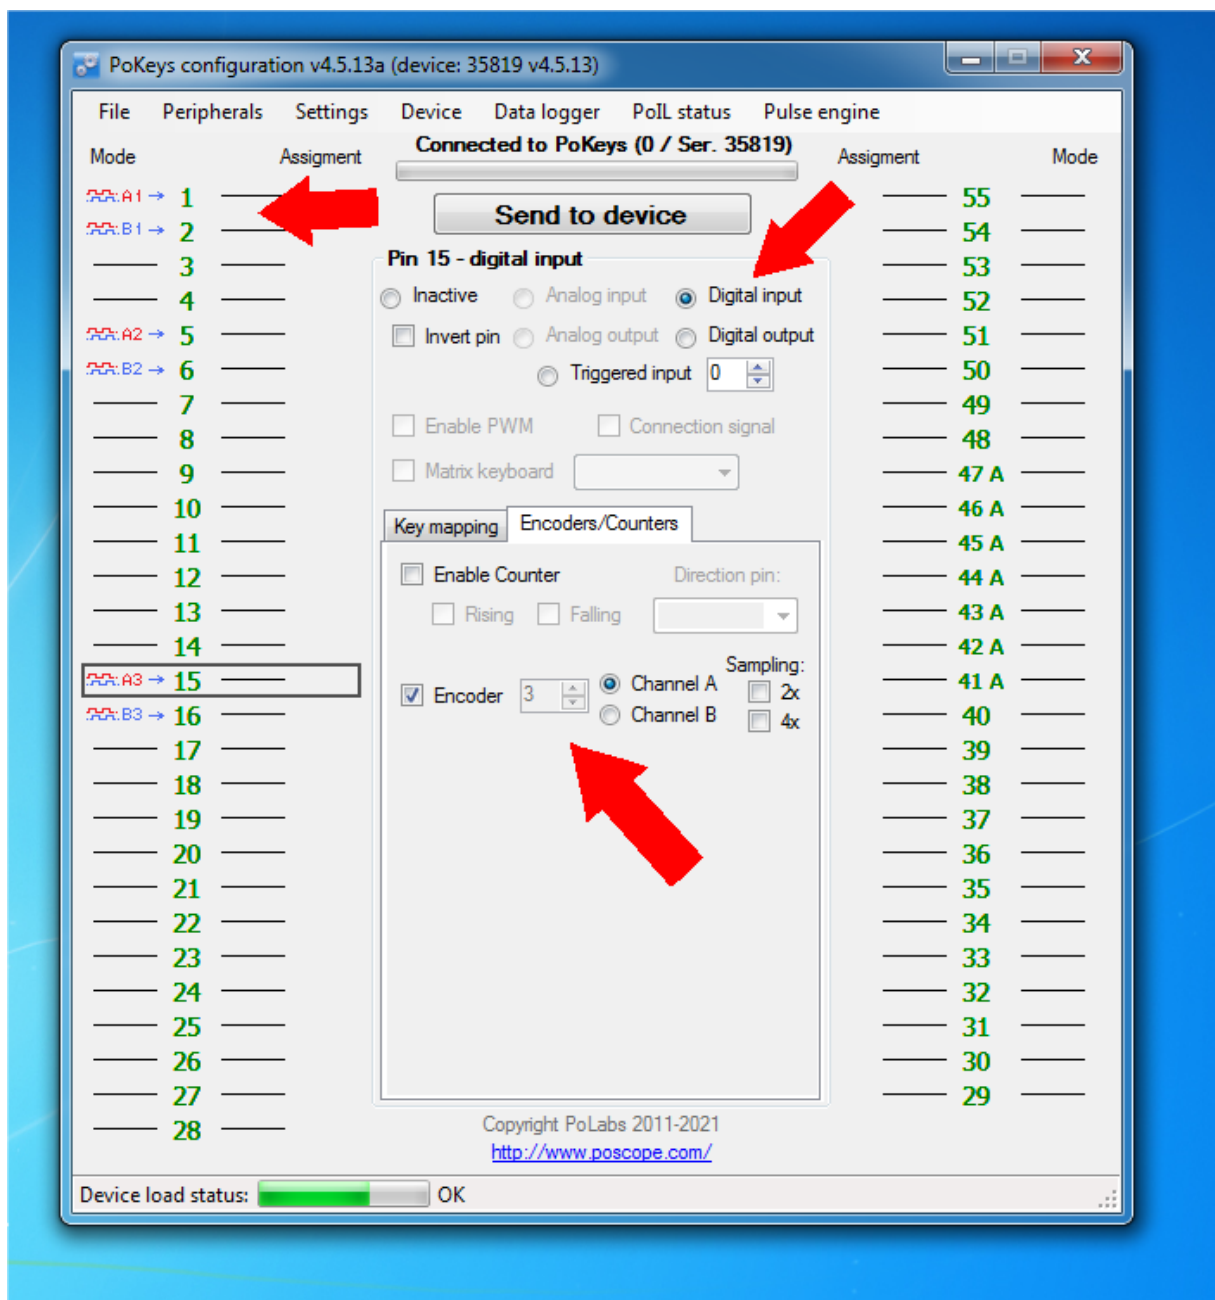 PoKeys configuration v4.5.13a (device: 35819 v4.5.13)
File Peripherals Settings Device Data logger PoIL status Pulse engine
Connected to PoKeys (0 / Ser. 35819)
Mode Assigment Assigment Mode
A1 1 55
Send to device
B1 2 54
Pin 15 - digital input
3 53
Inactive Analog input Digital input
4 52
A2 5 Invert pin Analog output Digital output 51
B2 6 Triggered input 0 50
7 49
Enable PWM Connection signal
8 48
9 Matrix keyboard 47 A
10 46 A
Key mapping Encoders/Counters
11 45 A
12 Enable Counter Direction pin: 44 A
13 Rising Falling 43 A
14 42 A
Sampling:
A3 15 Encoder 3 Channel A 2x 41 A
B3 16 Channel B 4x 40
17 39
18 38
19 37
20 36
21 35
22 34
23 33
24 32
25 31
26 30
27 29
28 Copyright PoLabs 2011-2021
http://www.poscope.com/
Device load status: OK